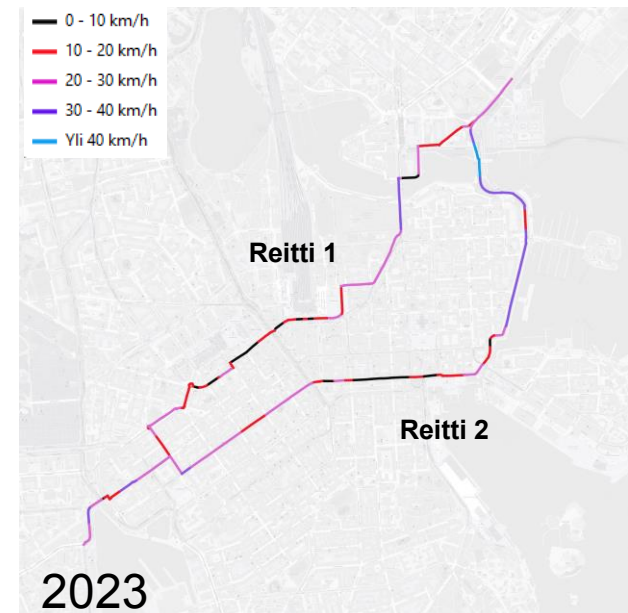 0 - 10 km/h
10 - 20 km/h
20 - 30 km/h
30 - 40 km/h
Yli 40 km/h
Reitti 1
Reitti 2
2023